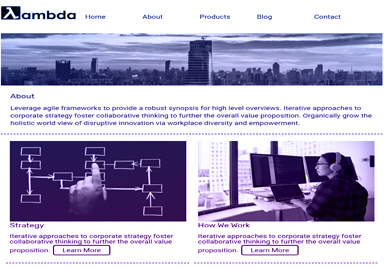 λambda
Home About Products Blog Contact
About
Leverage agile frameworks to provide a robust synopsis for high level overviews. Iterative approaches to
corporate strategy foster collaborative thinking to further the overall value proposition. Organically grow the
holistic world view of disruptive innovation via workplace diversity and empowerment.
Strategy
Iterative approaches to corporate strategy foster
collaborative thinking to further the overall value
proposition. Learn More
How We Work
Iterative approaches to corporate strategy foster
collaborative thinking to further the overall value
proposition. Learn More